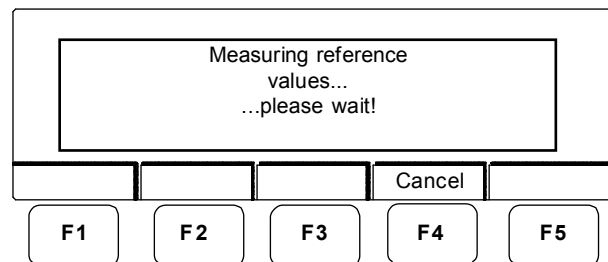 Measuring reference
values...
...please wait!
Cancel
F1 F2 F3 F4 F5